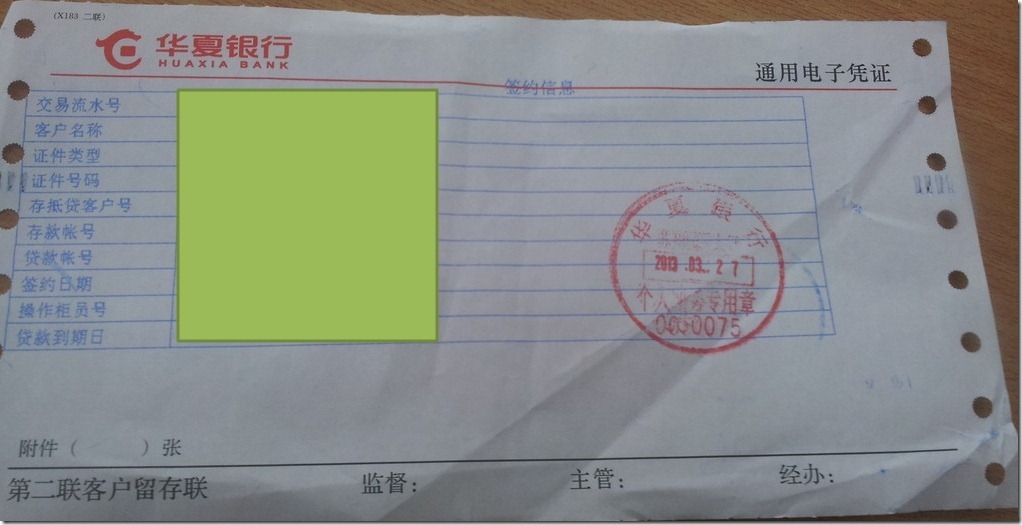 (X183 二联)
华夏银行
HUAXIA BANK
通用电子凭证
签约信息
交易流水号
客户名称
证件类型
证件号码
存抵贷客户号
存款帐号
贷款帐号
签约日期
操作柜员号
贷款到期日
华夏银行
2013.03.27
个人业务专用章
0000075
附件( )张
第二联客户留存联
监督:
主管:
经办: